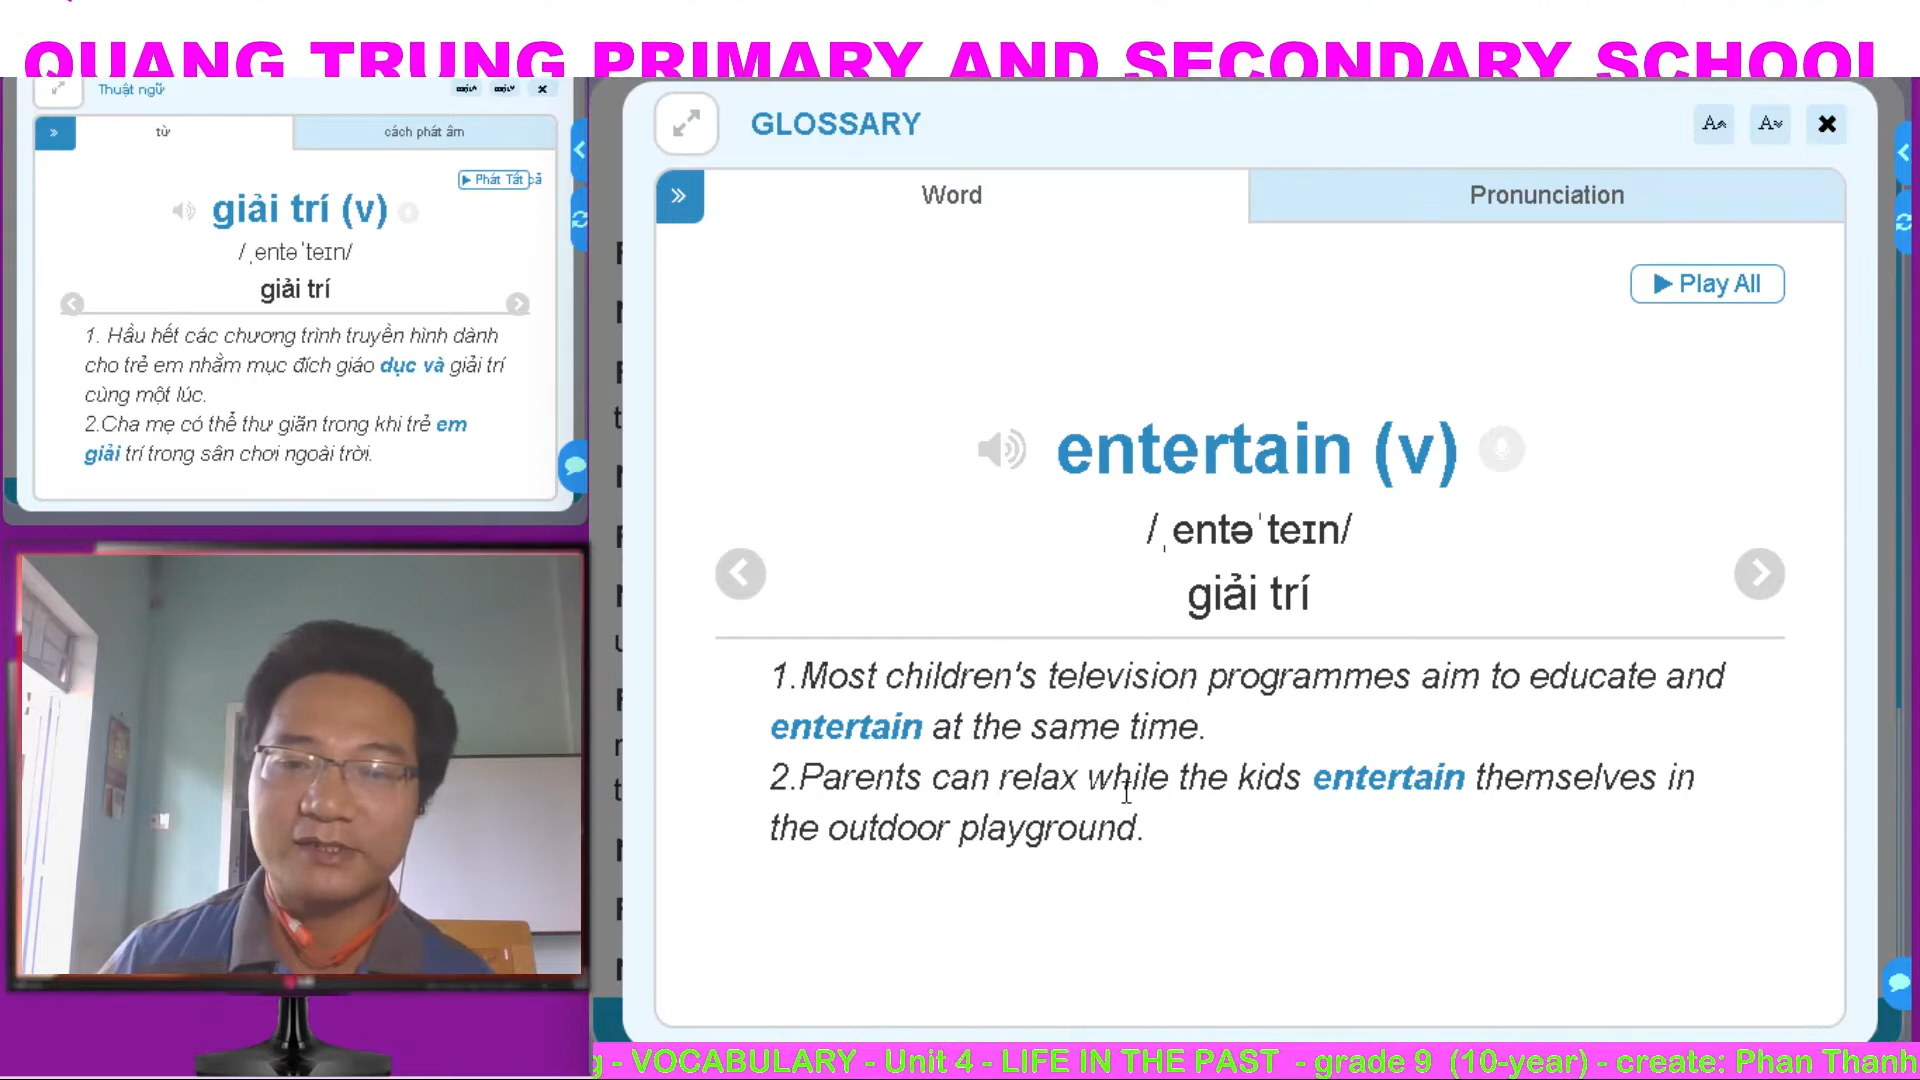 QUANG TRUNG PRIMARY AND SECONDARY SCHOOL
Thuật ngữ
»
từ
cách phát âm
Phát Tất cả
giải trí (v)
/ˌentəˈteɪn/
giải trí
1. Hầu hết các chương trình truyền hình dành
cho trẻ em nhằm mục đích giáo dục và giải trí
cùng một lúc.
2.Cha mẹ có thể thư giãn trong khi trẻ em
giải trí trong sân chơi ngoài trời.
GLOSSARY
A
A
»
Word
Pronunciation
Play All
entertain (v)
/ˌentəˈteɪn/
giải trí
1.Most children's television programmes aim to educate and
entertain at the same time.
2.Parents can relax while the kids entertain themselves in
the outdoor playground.
g - VOCABULARY - Unit 4 - LIFE IN THE PAST - grade 9 (10-year) - create: Phan Thanh